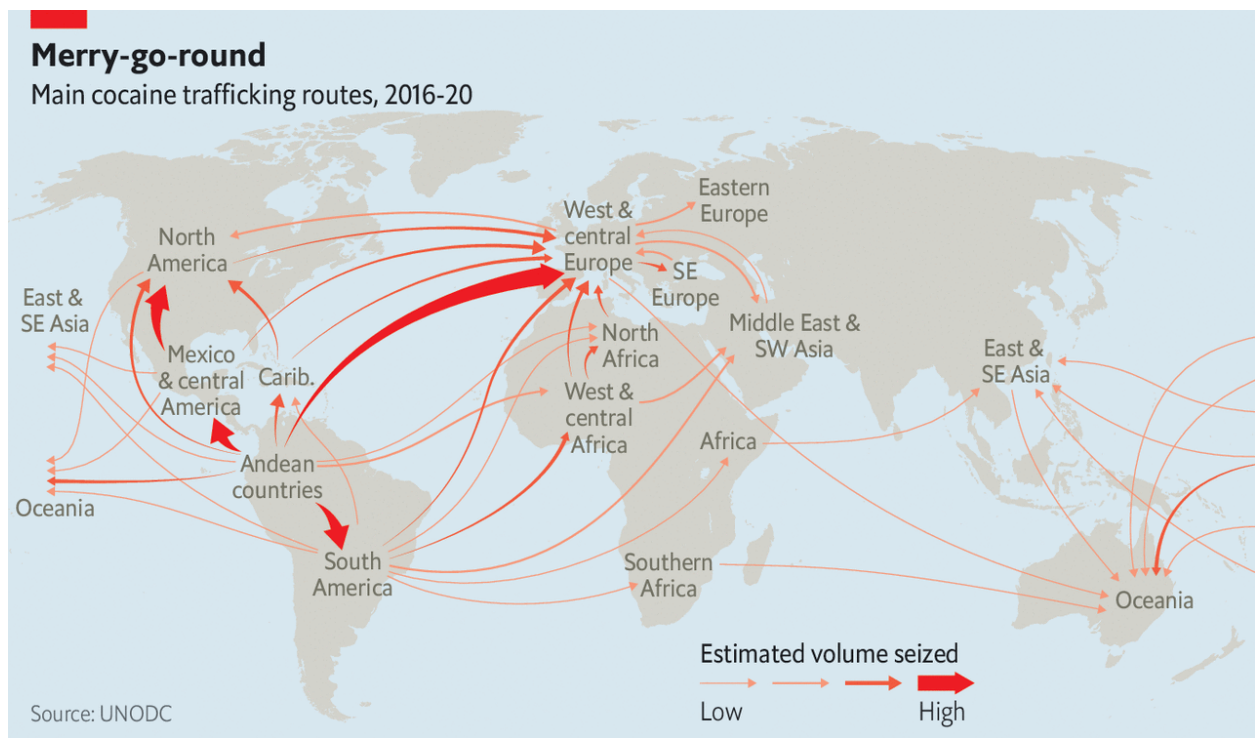 Merry-go-round
Main cocaine trafficking routes, 2016-20
Eastern
Europe
West &
central
Europe
North
America
SE
Europe
East &
SE Asia
Middle East &
SW Asia
North
Africa
Mexico
& central
America
Carib.
East &
SE Asia
West &
central
Africa
Africa
Andean
countries
Oceania
South
America
Southern
Africa
Oceania
Estimated volume seized
Low
High
Source: UNODC